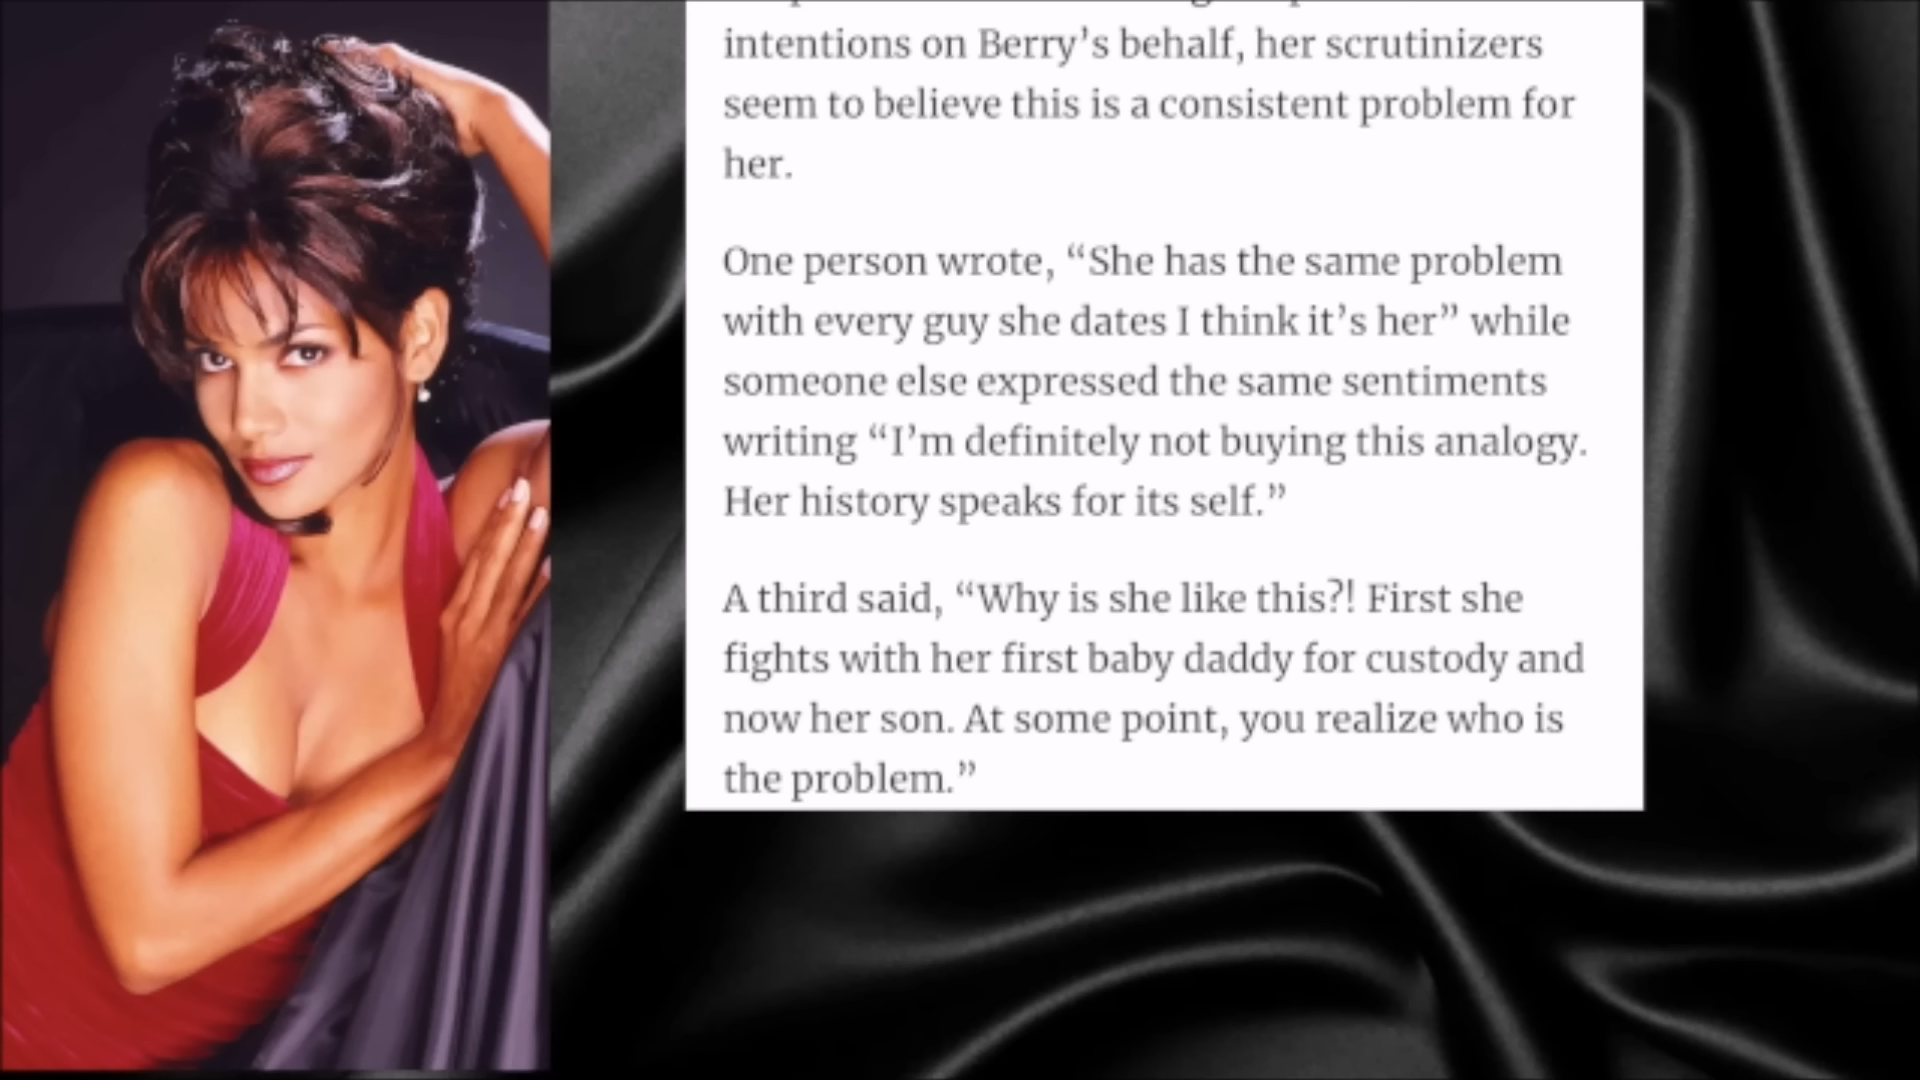 intentions on Berry’s behalf, her scrutinizers
seem to believe this is a consistent problem for
her.
One person wrote, “She has the same problem
with every guy she dates I think it’s her” while
someone else expressed the same sentiments
writing “I’m definitely not buying this analogy.
Her history speaks for its self.”
A third said, “Why is she like this?! First she
fights with her first baby daddy for custody and
now her son. At some point, you realize who is
the problem.”